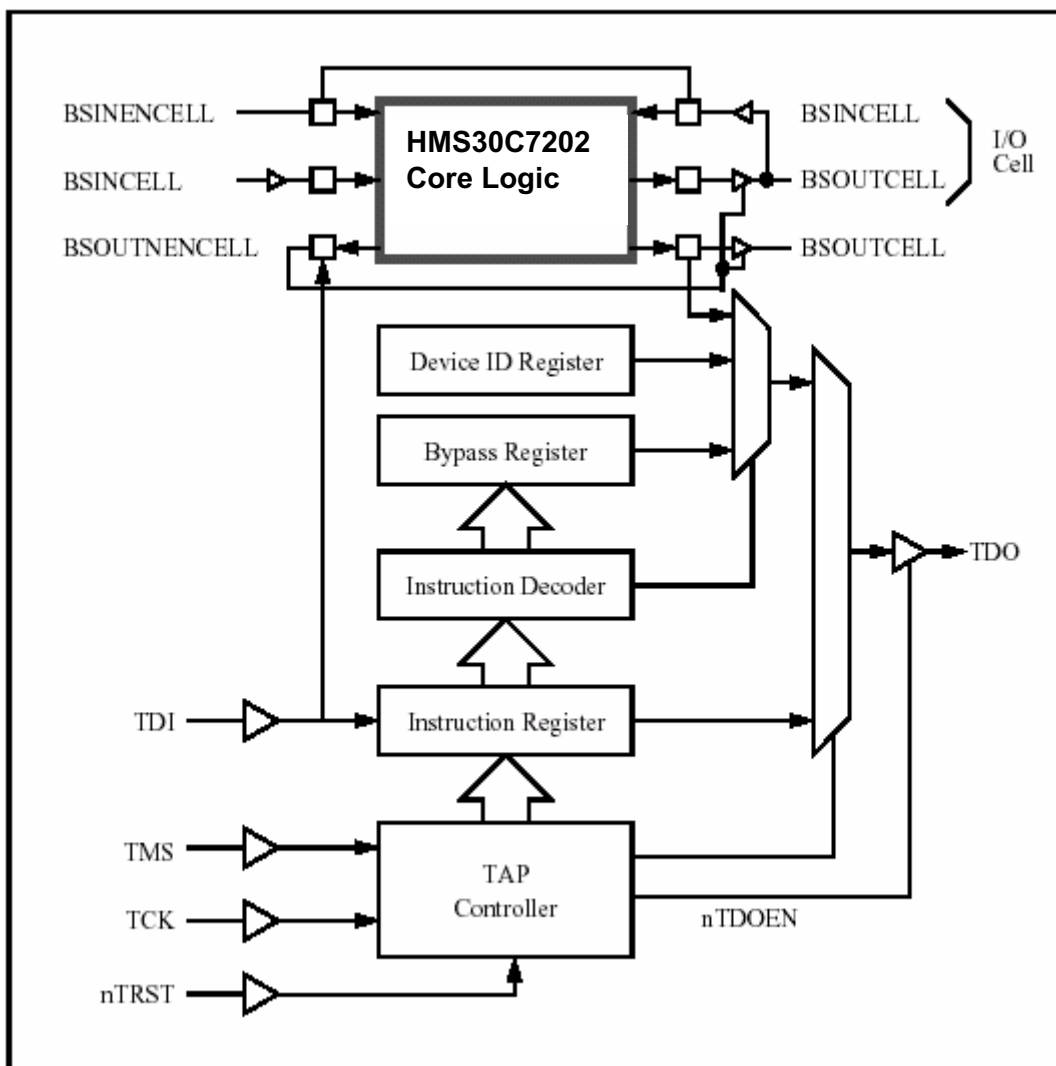 BSINENCELL
BSINCELL
BSOUTNENCELL
HMS30C7202
Core Logic
BSINCELL
BSOUTCELL
BSOUTCELL
I/O
Cell
Device ID Register
Bypass Register
Instruction Decoder
TDO
TDI
Instruction Register
TMS
TCK
nTRST
TAP
Controller
nTDOEN